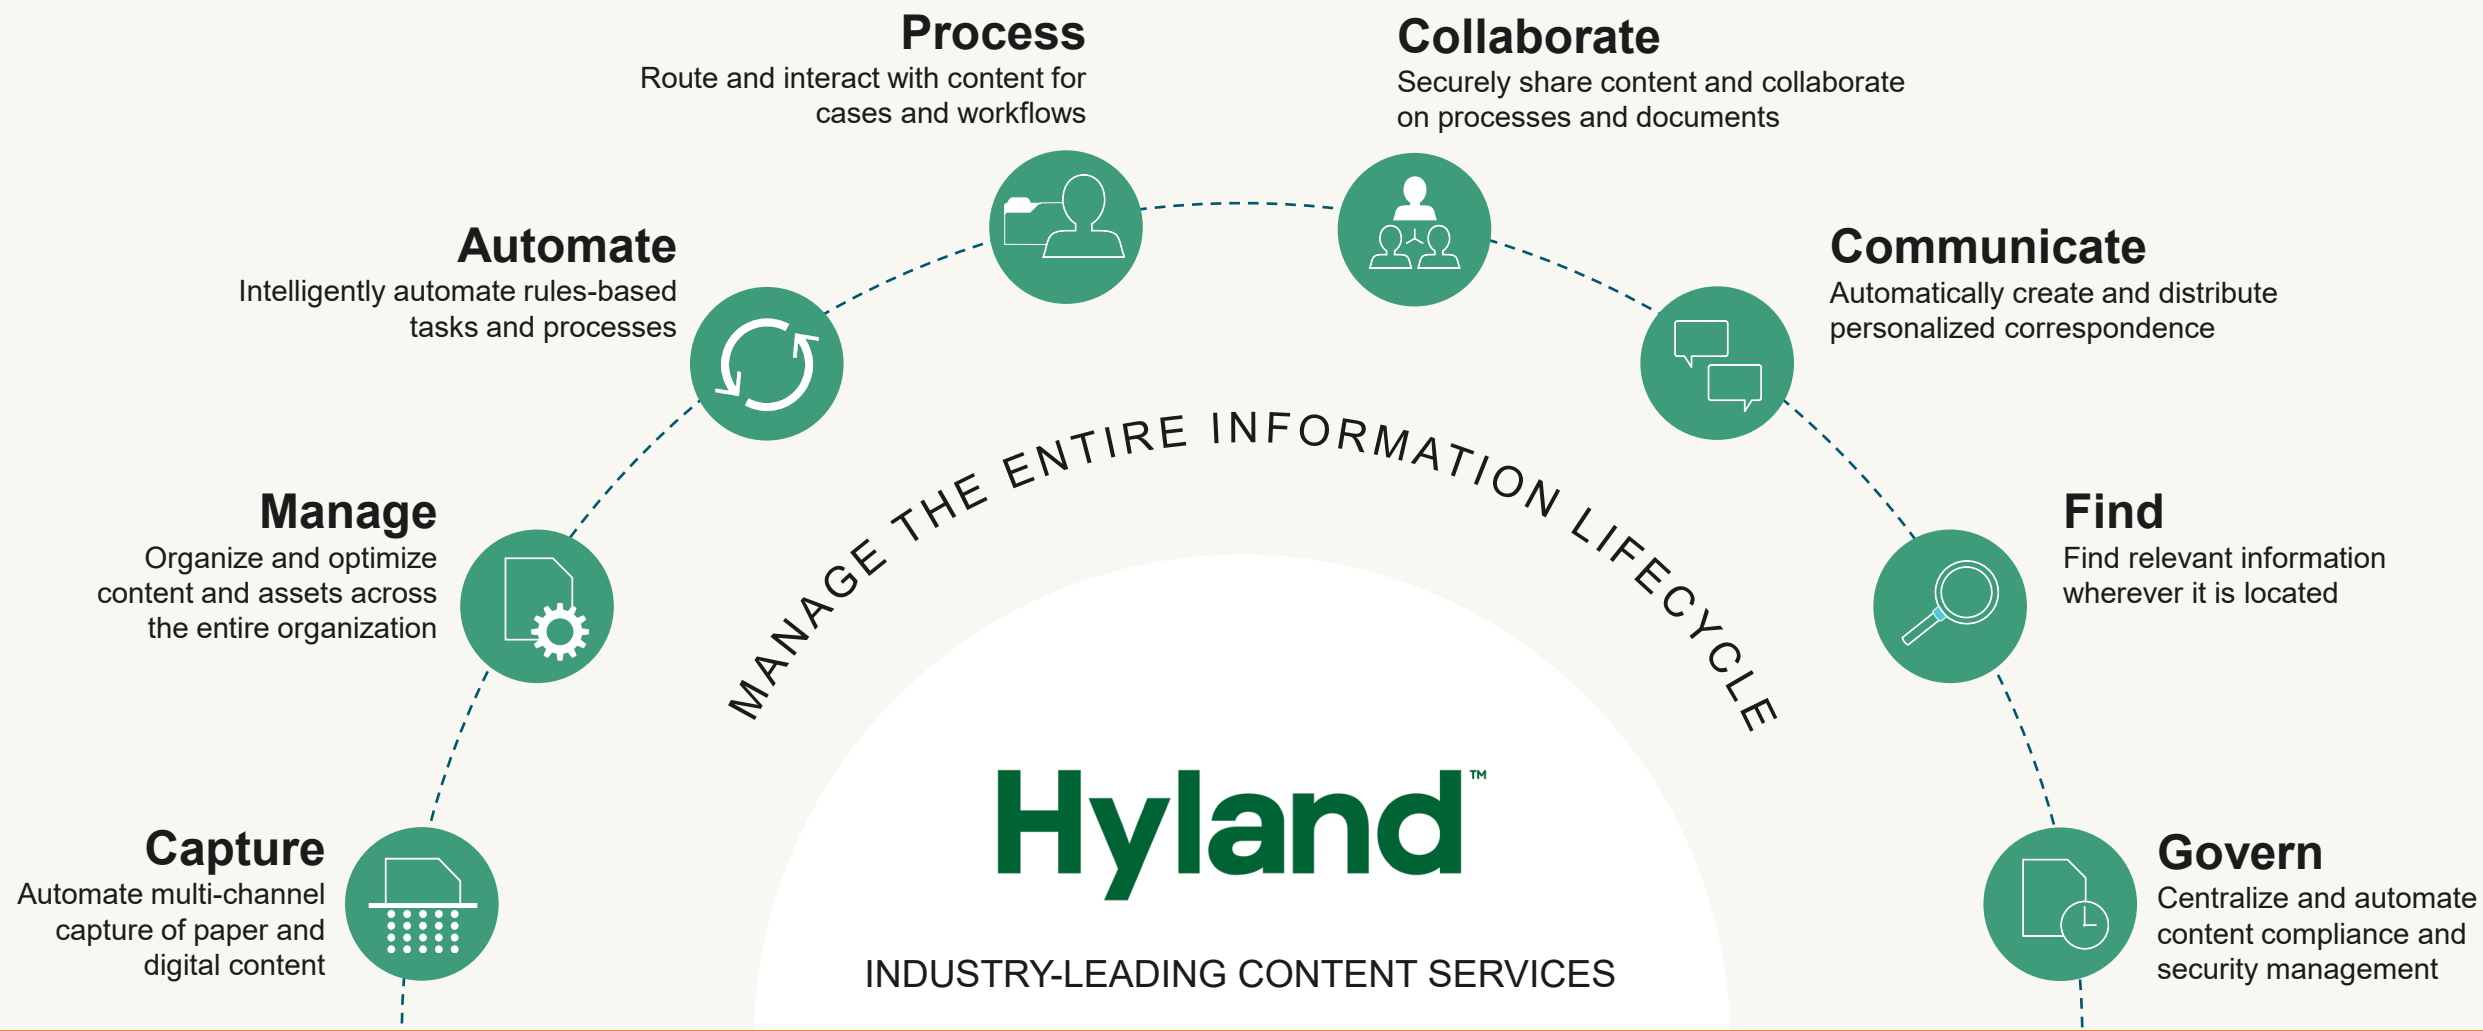 Process
Route and interact with content for
cases and workflows
Collaborate
Securely share content and collaborate
on processes and documents
Automate
Intelligently automate rules-based
tasks and processes
Communicate
Automatically create and distribute
personalized correspondence
Manage
Organize and optimize
content and assets across
the entire organization
Find
Find relevant information
wherever it is located
MANAGE THE ENTIRE INFORMATION LIFECYCLE
Capture
Automate multi-channel
capture of paper and
digital content
Hyland™
INDUSTRY-LEADING CONTENT SERVICES
Govern
Centralize and automate
content compliance and
security management